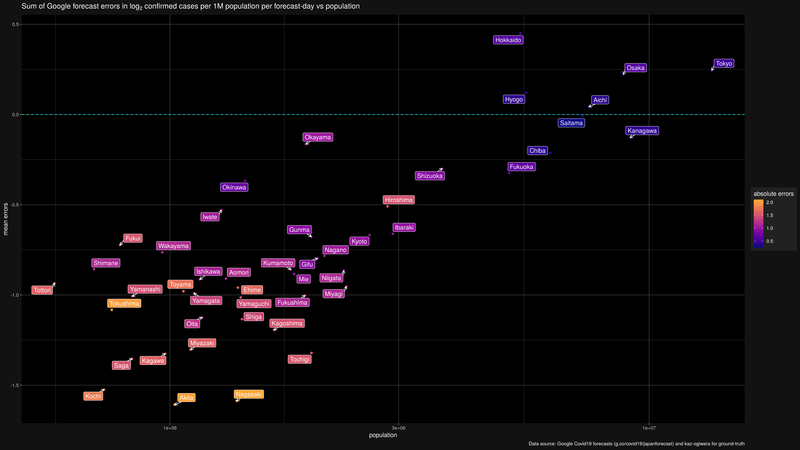 Sum of Google forecast errors in log2 confirmed cases per 1M population per forecast-day vs population
0.5
Hokkaido
Tokyo
Osaka
Hyogo
Aichi
0.0
Saitama
Kanagawa
Okayama
Chiba
Fukuoka
Shizuoka
Okinawa
absolute errors
2.0
1.5
1.0
0.5
mean errors
-0.5
Hiroshima
Iwate
Ibaraki
Gunma
Fukui
Kyoto
Wakayama
Nagano
Shimane
Kumamoto
Gifu
Ishikawa
Aomori
Mie
Niigata
Toyama
Tottori
Yamanashi
Ehime
Miyagi
-1.0
Tokushima
Yamagata
Yamaguchi
Fukushima
Shiga
Oita
Kagoshima
Miyazaki
Tochigi
Kagawa
Saga
-1.5
Kochi
Akita
Nagasaki
1e+06
3e+06
1e+07
population
Data source: Google Covid19 forecasts (g.co/covid19/japanforecast) and kaz-ogiwara for ground-truth